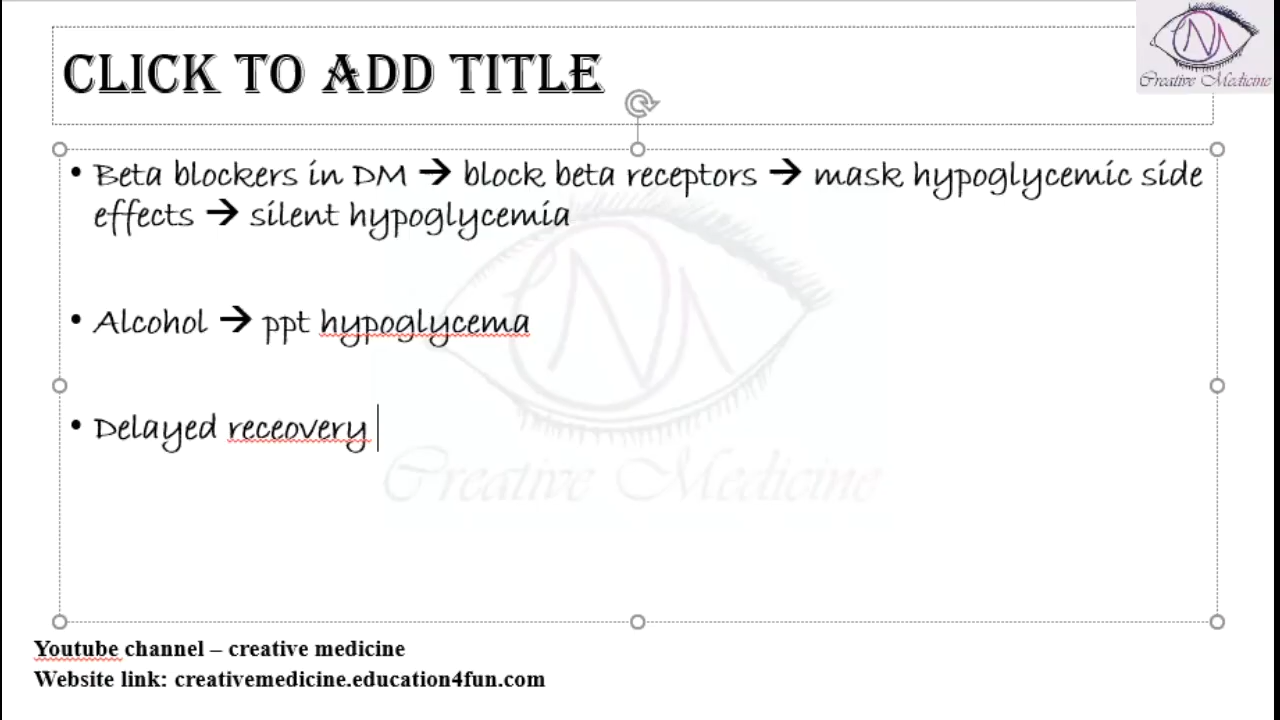 CLICK TO ADD TITLE
Creative Medicine
• Beta blockers in DM → block beta receptors → mask hypoglycemic side
effects → silent hypoglycemia
• Alcohol → ppt hypoglycema
• Delayed receovery
Creative Medicine
Youtube channel – creative medicine
Website link: creativemedicine.education4fun.com